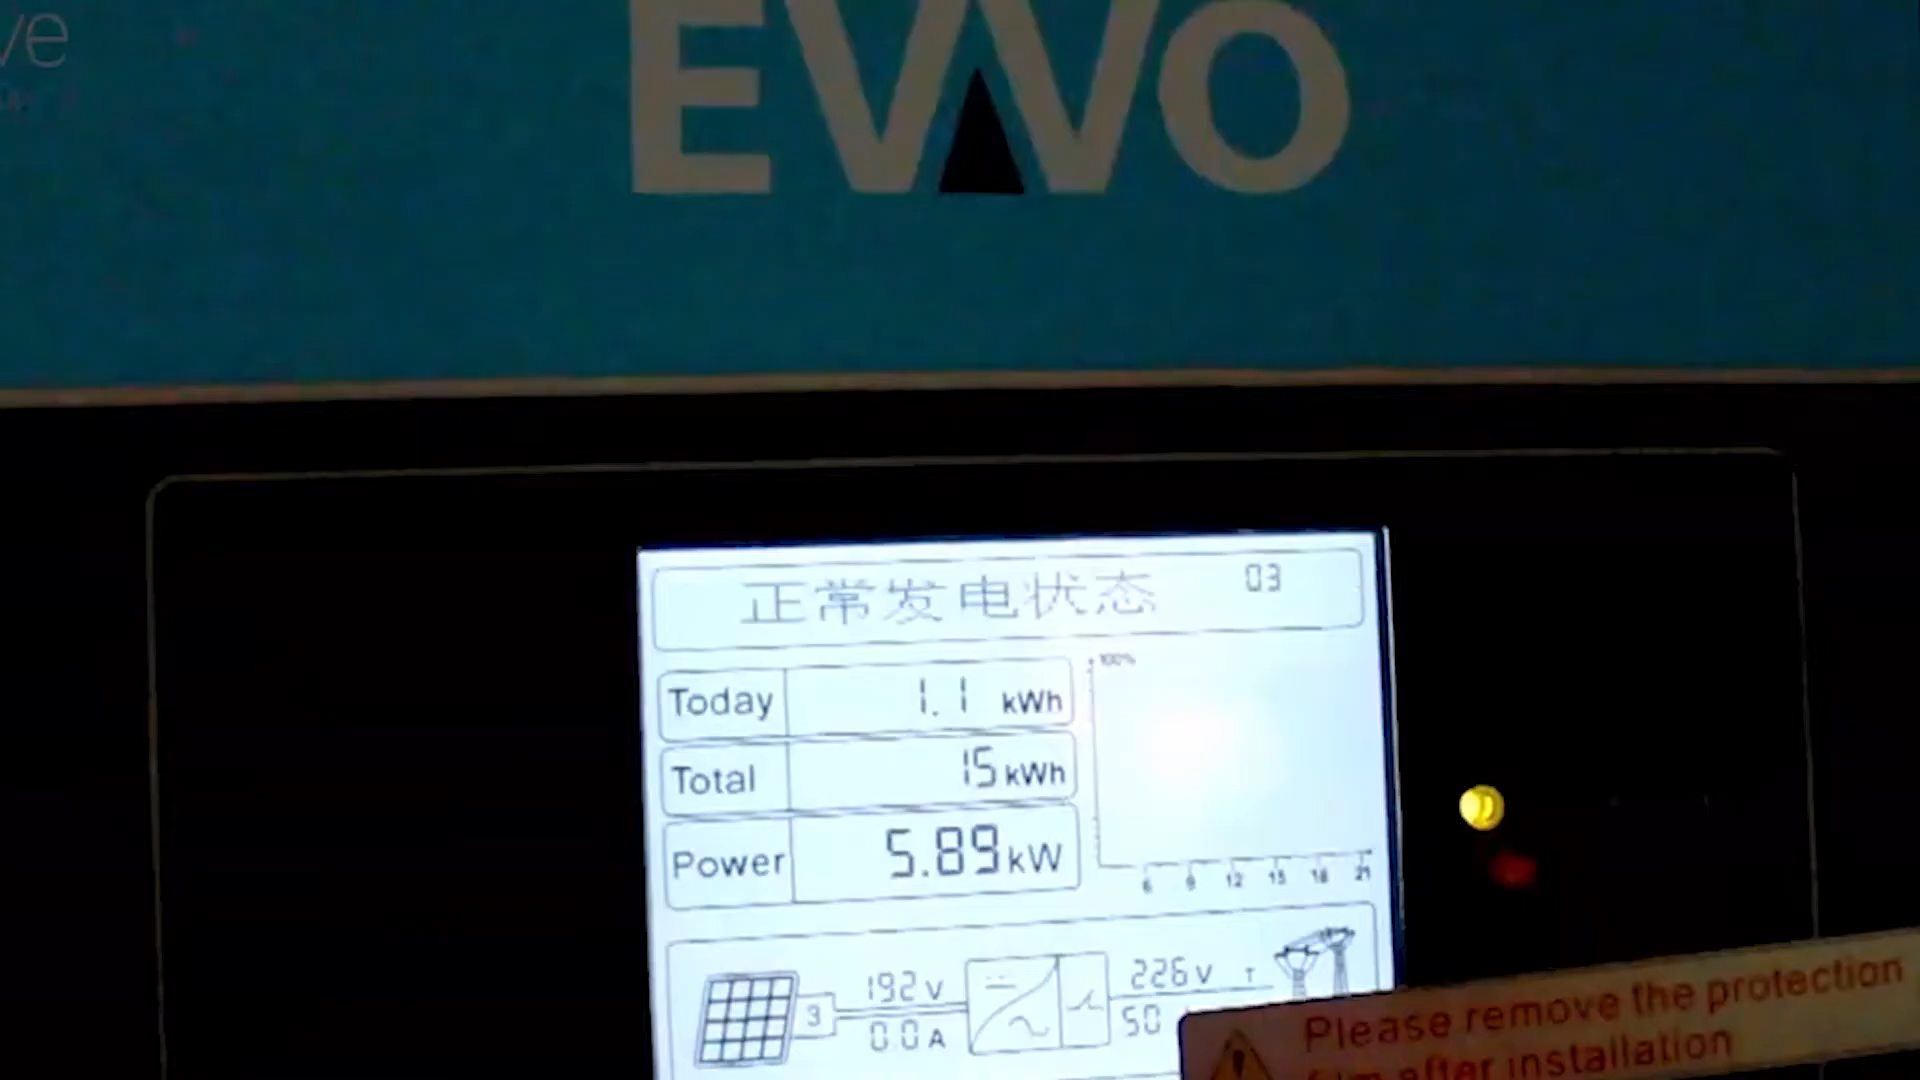 ve
EVVO
正常发电状态 03
Today 1.1 kWh
100%
Total 15 kWh
Power 5.89 kW
6 9 12 15 18 21
3 192 V 226 V T
0.0 A 50
Please remove the protection
film after installation